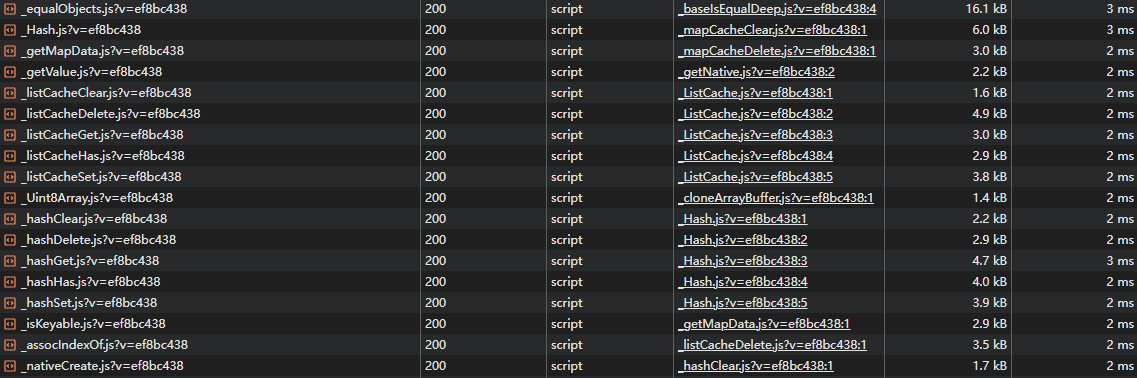 _equalObjects.js?v=ef8bc438 200 script _baseIsEqualDeep.js?v=ef8bc438:4 16.1 kB 3 ms
_Hash.js?v=ef8bc438 200 script _mapCacheClear.js?v=ef8bc438:1 6.0 kB 3 ms
_getMapData.js?v=ef8bc438 200 script _mapCacheDelete.js?v=ef8bc438:1 3.0 kB 2 ms
_getValue.js?v=ef8bc438 200 script _getNative.js?v=ef8bc438:2 2.2 kB 2 ms
_listCacheClear.js?v=ef8bc438 200 script _ListCache.js?v=ef8bc438:1 1.6 kB 2 ms
_listCacheDelete.js?v=ef8bc438 200 script _ListCache.js?v=ef8bc438:2 4.9 kB 2 ms
_listCacheGet.js?v=ef8bc438 200 script _ListCache.js?v=ef8bc438:3 3.0 kB 2 ms
_listCacheHas.js?v=ef8bc438 200 script _ListCache.js?v=ef8bc438:4 2.9 kB 2 ms
_listCacheSet.js?v=ef8bc438 200 script _ListCache.js?v=ef8bc438:5 3.8 kB 2 ms
_Uint8Array.js?v=ef8bc438 200 script _cloneArrayBuffer.js?v=ef8bc438:1 1.4 kB 2 ms
_hashClear.js?v=ef8bc438 200 script _Hash.js?v=ef8bc438:1 2.2 kB 2 ms
_hashDelete.js?v=ef8bc438 200 script _Hash.js?v=ef8bc438:2 2.9 kB 2 ms
_hashGet.js?v=ef8bc438 200 script _Hash.js?v=ef8bc438:3 4.7 kB 3 ms
_hashHas.js?v=ef8bc438 200 script _Hash.js?v=ef8bc438:4 4.0 kB 2 ms
_hashSet.js?v=ef8bc438 200 script _Hash.js?v=ef8bc438:5 3.9 kB 2 ms
_isKeyable.js?v=ef8bc438 200 script _getMapData.js?v=ef8bc438:1 2.9 kB 2 ms
_assocIndexOf.js?v=ef8bc438 200 script _listCacheDelete.js?v=ef8bc438:1 3.5 kB 2 ms
_nativeCreate.js?v=ef8bc438 200 script _hashClear.js?v=ef8bc438:1 1.7 kB 2 ms